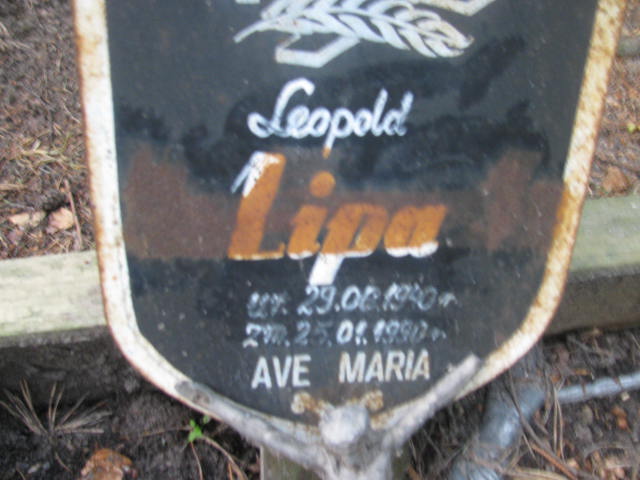 Leopold
Lipa
ur. 29.06.1940 r.
zm. 25.01.1990 r.
AVE MARIA